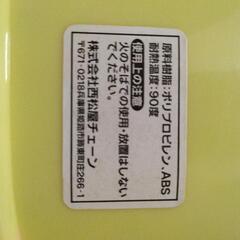 原料樹脂:ポリプロピレン、ABS
耐熱温度:90度
使用上の注意
火のそばでの使用・放置はしない
でください。
株式会社西松屋チェーン
〒671-0218兵庫県姫路市飾東町庄266-1